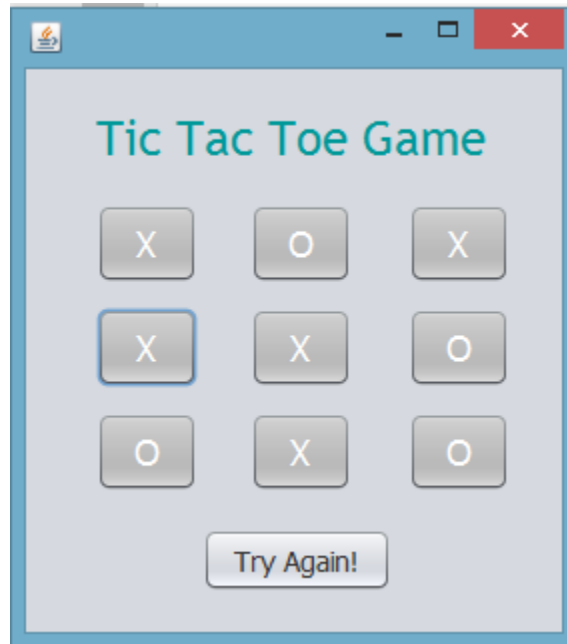 Tic Tac Toe Game
X O X
X X O
O X O
Try Again!